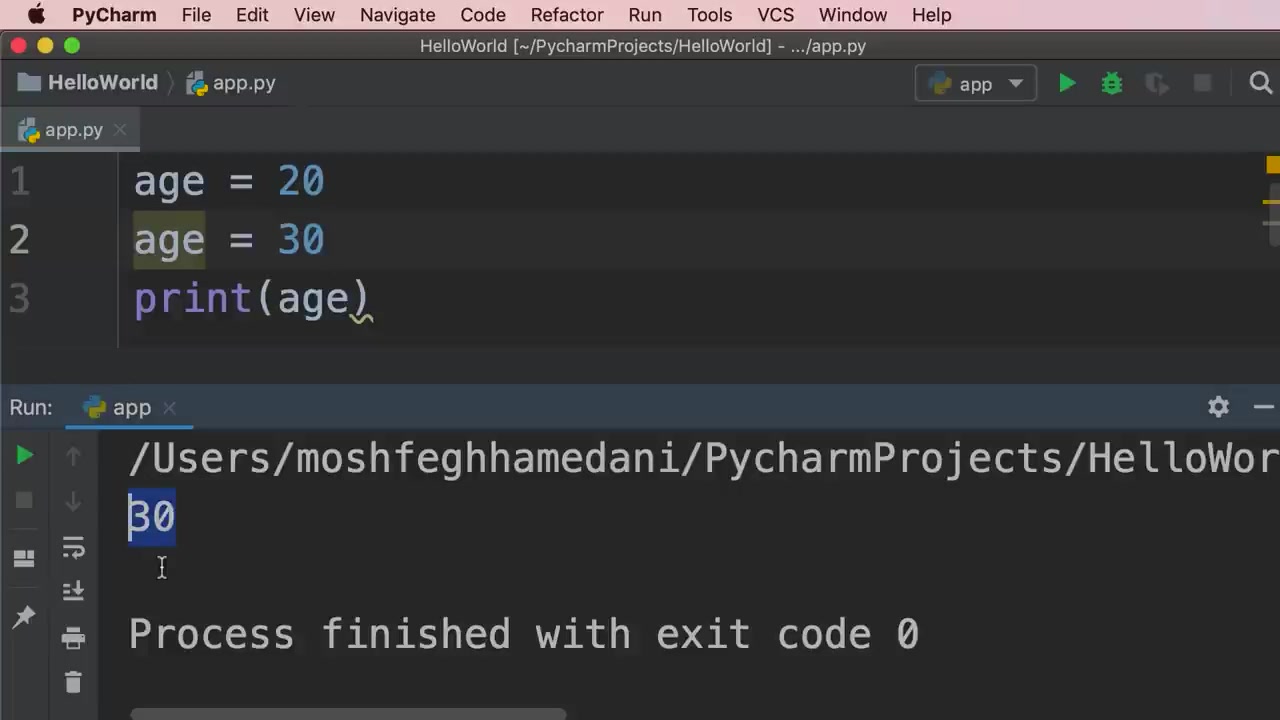 PyCharm File Edit View Navigate Code Refactor Run Tools VCS Window Help
HelloWorld [~/PycharmProjects/HelloWorld] - .../app.py
HelloWorld app.py app
app.py
1 age = 20
2 age = 30
3 print(age)
Run: app
/Users/moshfeghhamedani/PycharmProjects/HelloWor
30
Process finished with exit code 0